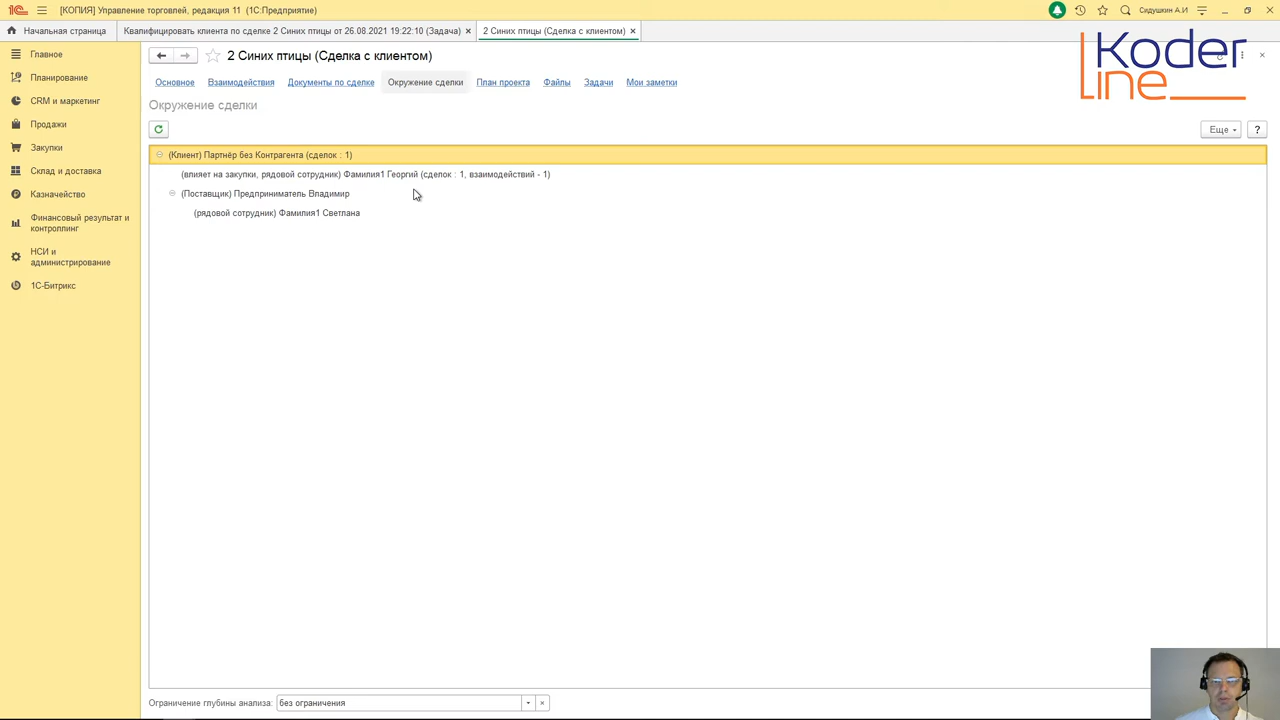 [КОПИЯ] Управление торговлей, редакция 11 (1С:Предприятие)
Сидушкин А.И
Начальная страница
Квалифицировать клиента по сделке 2 Синих птицы от 26.08.2021 19:22:10 (Задача)
2 Синих птицы (Сделка с клиентом)
Koder
line
Главное
Планирование
CRM и маркетинг
Продажи
Закупки
Склад и доставка
Казначейство
Финансовый результат и
контроллинг
НСИ и
администрирование
1С-Битрикс
2 Синих птицы (Сделка с клиентом)
Основное
Взаимодействия
Документы по сделке
Окружение сделки
План проекта
Файлы
Задачи
Мои заметки
Окружение сделки
Еще
?
(Клиент) Партнёр без Контрагента (сделок : 1)
(влияет на закупки, рядовой сотрудник) Фамилия1 Георгий (сделок : 1, взаимодействий - 1)
(Поставщик) Предприниматель Владимир
(рядовой сотрудник) Фамилия1 Светлана
Ограничение глубины анализа:
без ограничения